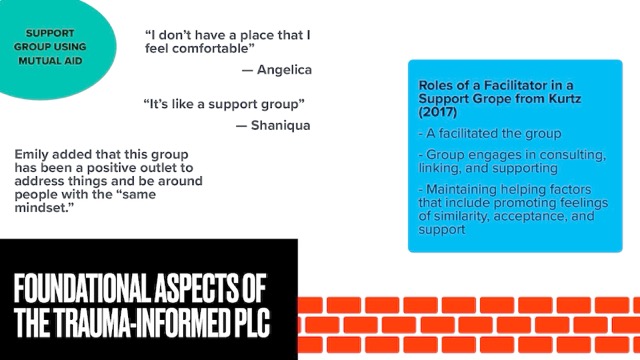 SUPPORT
GROUP USING
MUTUAL AID
“I don’t have a place that I
feel comfortable”
— Angelica
“It’s like a support group”
— Shaniqua
Emily added that this group
has been a positive outlet to
address things and be around
people with the “same
mindset.”
Roles of a Facilitator in a
Support Grope from Kurtz
(2017)
- A facilitated the group
- Group engages in consulting,
linking, and supporting
- Maintaining helping factors
that include promoting feelings
of similarity, acceptance, and
support
FOUNDATIONAL ASPECTS OF
THE TRAUMA-INFORMED PLC